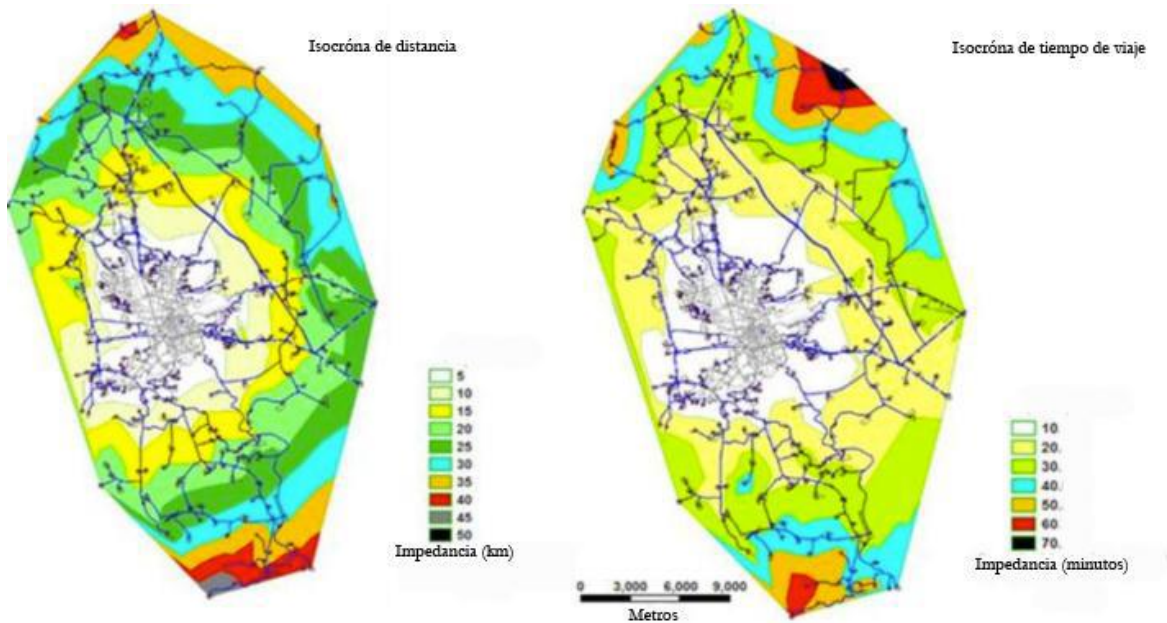 Isocróna de distancia
5
10
15
20
25
30
35
40
45
50
Impedancia (km)
Isocróna de tiempo de viaje
10.
20.
30.
40.
50.
60.
70.
Impedancia (minutos)
0 3,000 6,000 9,000
Metros